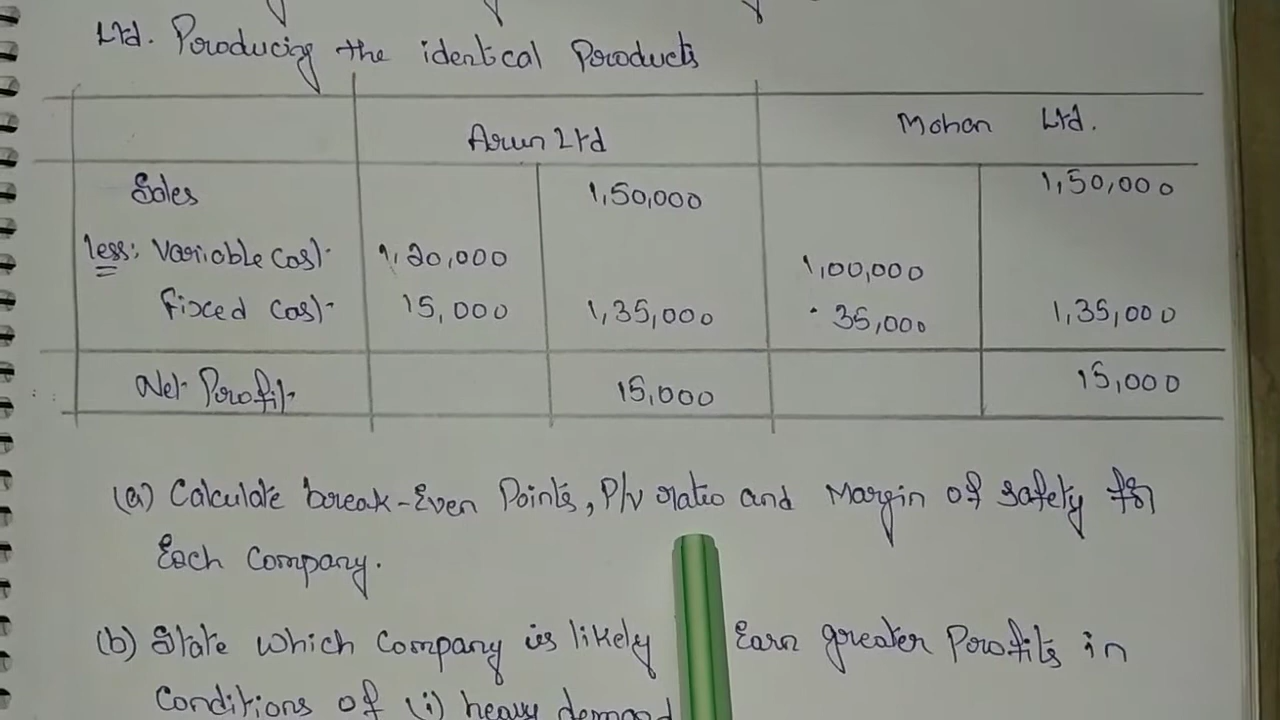 Ltd. Producing the identical Products
Arun Ltd Mohan Ltd.
Sales 1,50,000 1,50,000
less: Variable Cost 1,20,000 1,00,000
Fixed Cost 15,000 1,35,000 35,000 1,35,000
Net Profit 15,000 15,000
(a) Calculate break-Even Points, P/v ratio and Margin of safety for
Each Company.
(b) State which Company is likely Earn greater Profits in
Conditions of (i) heavy demand